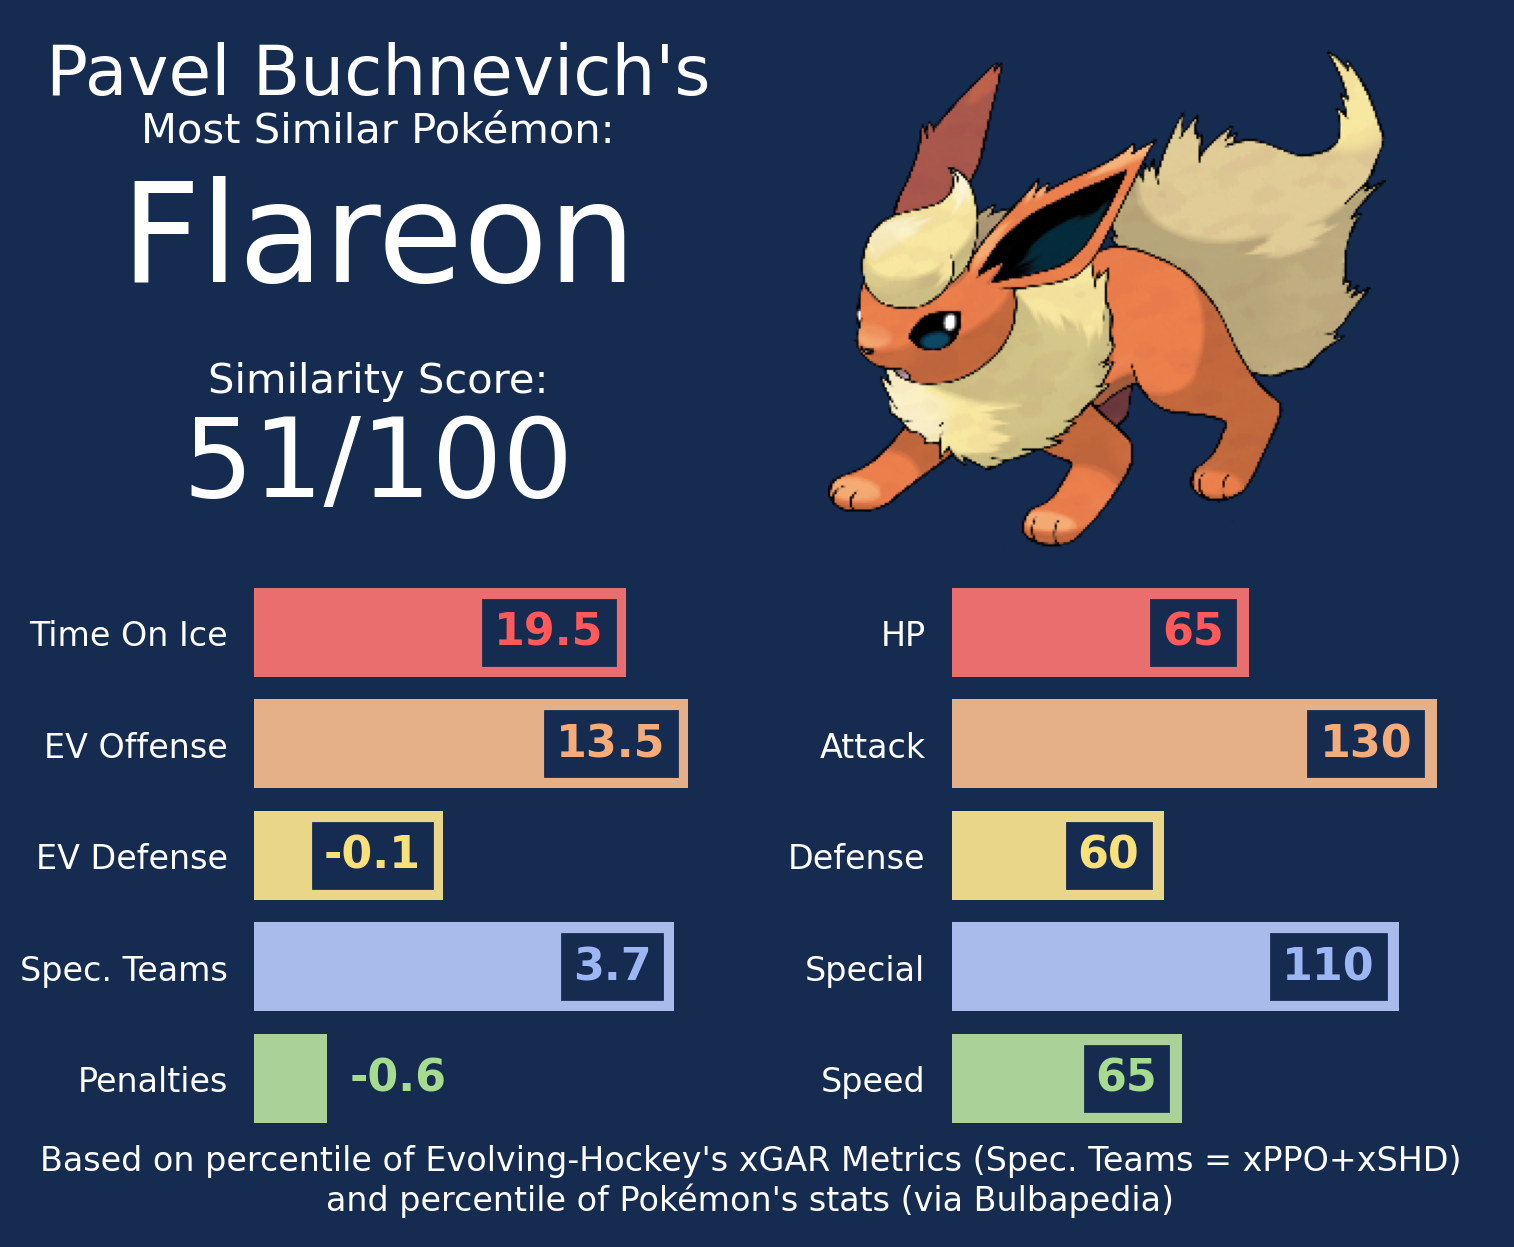 Pavel Buchnevich's
Most Similar Pokémon:
Flareon
Similarity Score:
51/100
Time On Ice 19.5
EV Offense 13.5
EV Defense -0.1
Spec. Teams 3.7
Penalties -0.6
HP 65
Attack 130
Defense 60
Special 110
Speed 65
Based on percentile of Evolving-Hockey's xGAR Metrics (Spec. Teams = xPPO+xSHD)
and percentile of Pokémon's stats (via Bulbapedia)